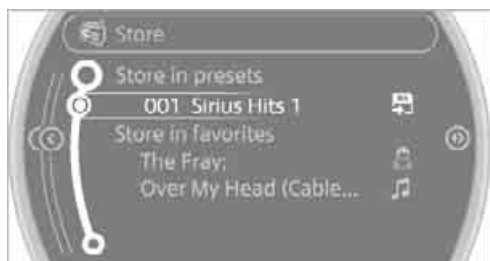 Store
Store in presets
001 Sirius Hits 1
Store in favorites
The Fray:
Over My Head (Cable...